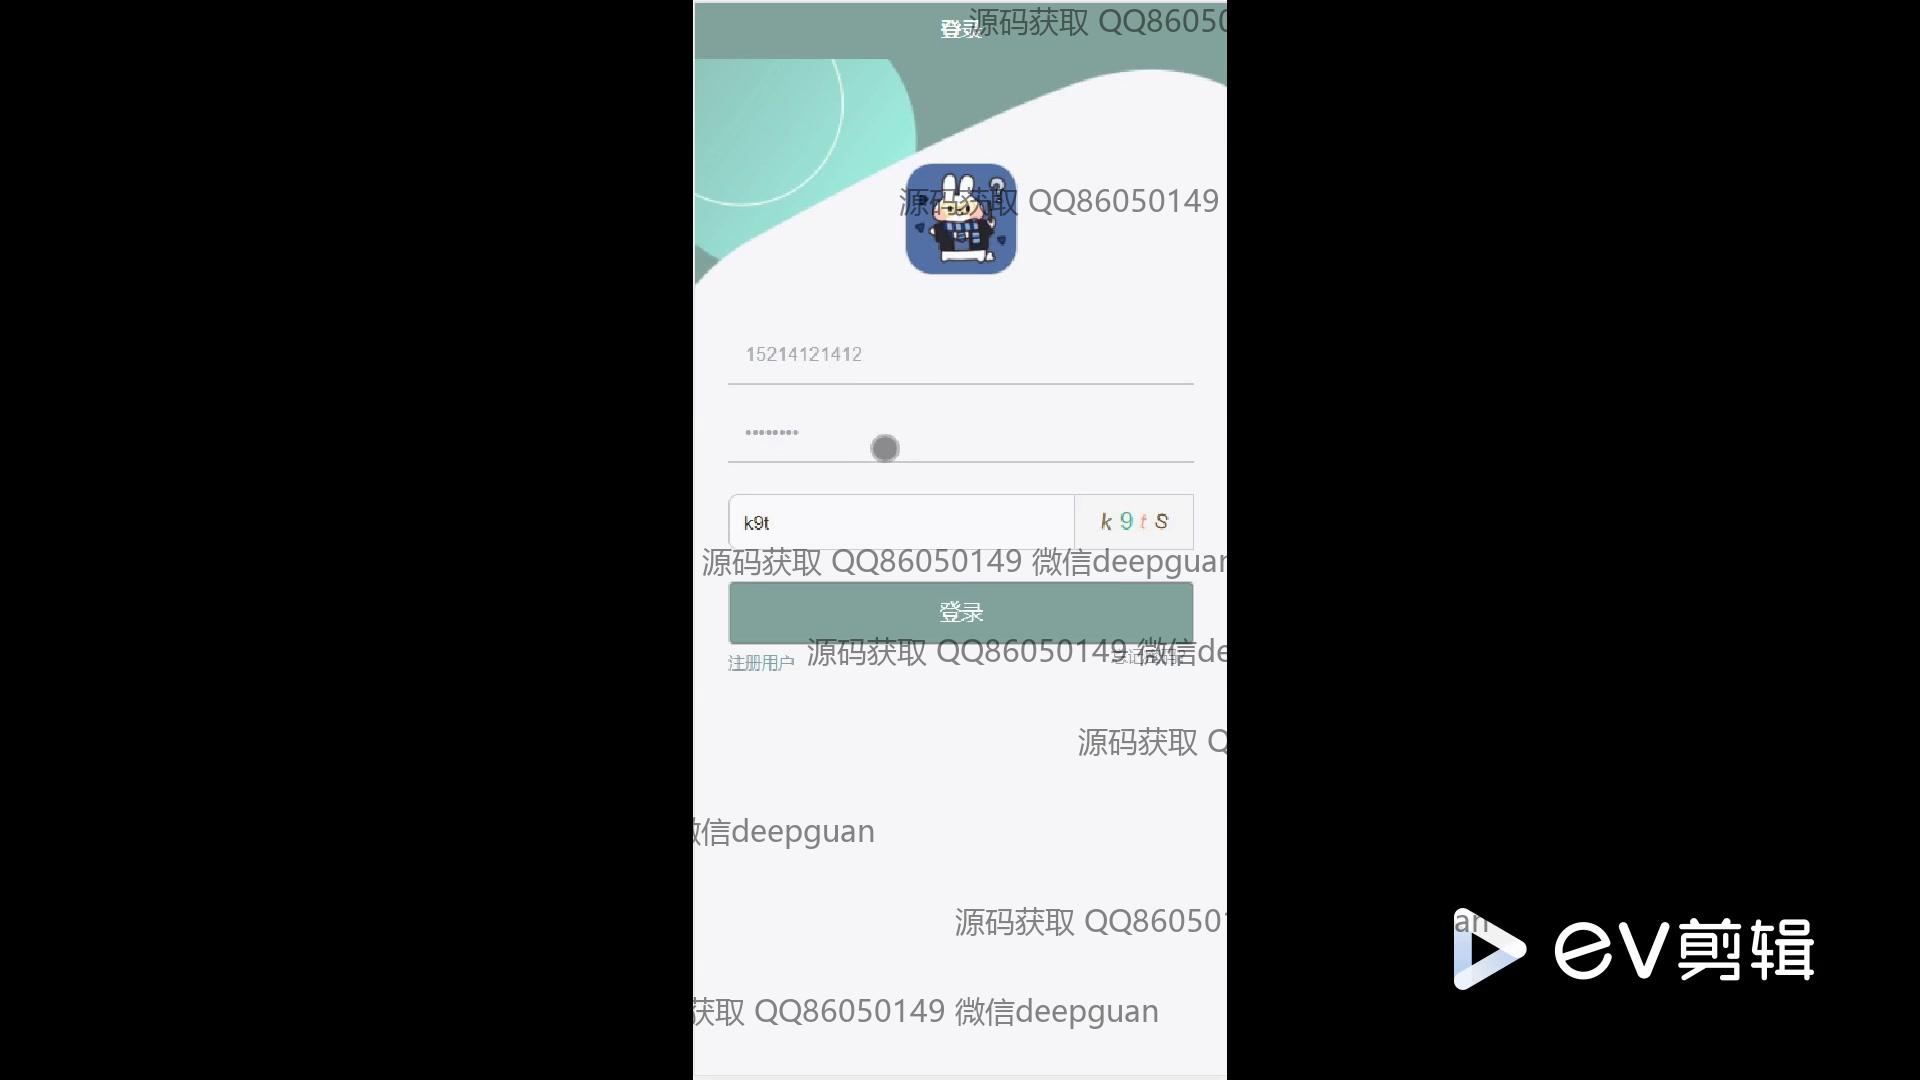 登录
源码获取 QQ86050
源码获取 QQ86050149
15214121412
k9t
k 9 t S
源码获取 QQ86050149 微信deepguan
登录
源码获取 QQ86050149 微信de
注册用户
源码获取 Q
微信deepguan
源码获取 QQ86050
an
ev剪辑
获取 QQ86050149 微信deepguan